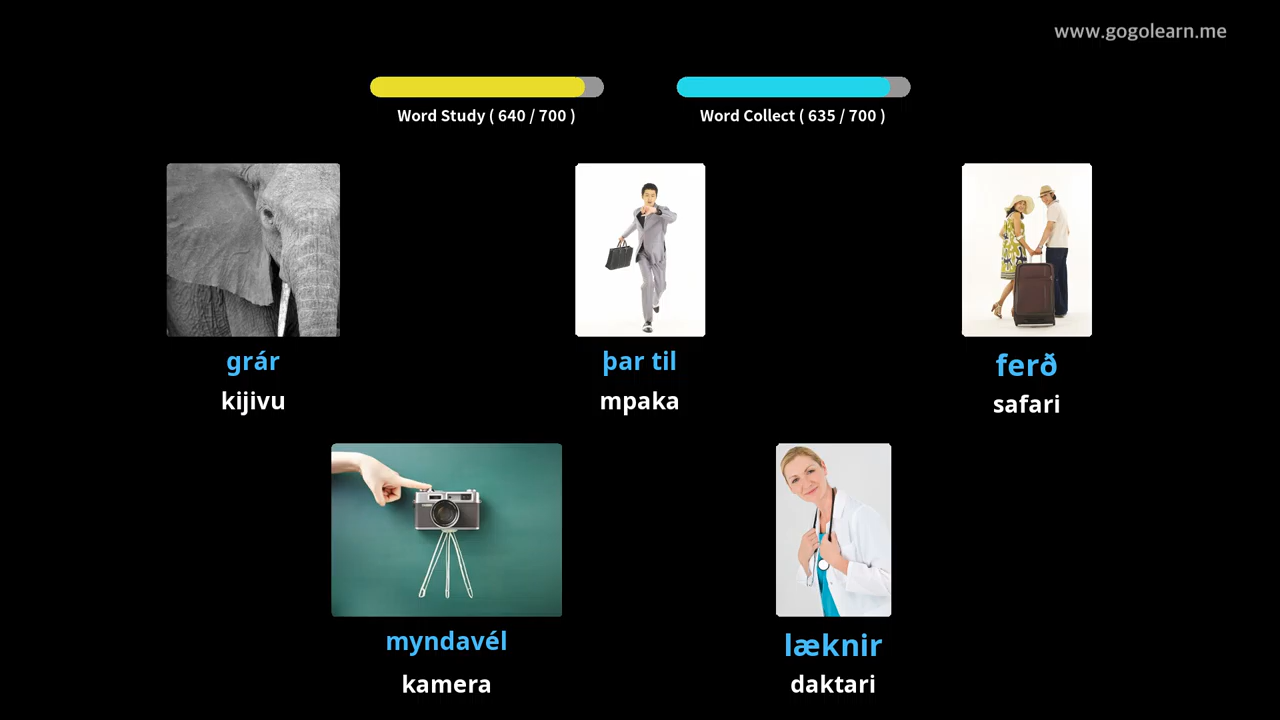 www.gogolearn.me
Word Study ( 640 / 700 )
Word Collect ( 635 / 700 )
grár
kijivu
þar til
mpaka
ferð
safari
myndavél
kamera
læknir
daktari